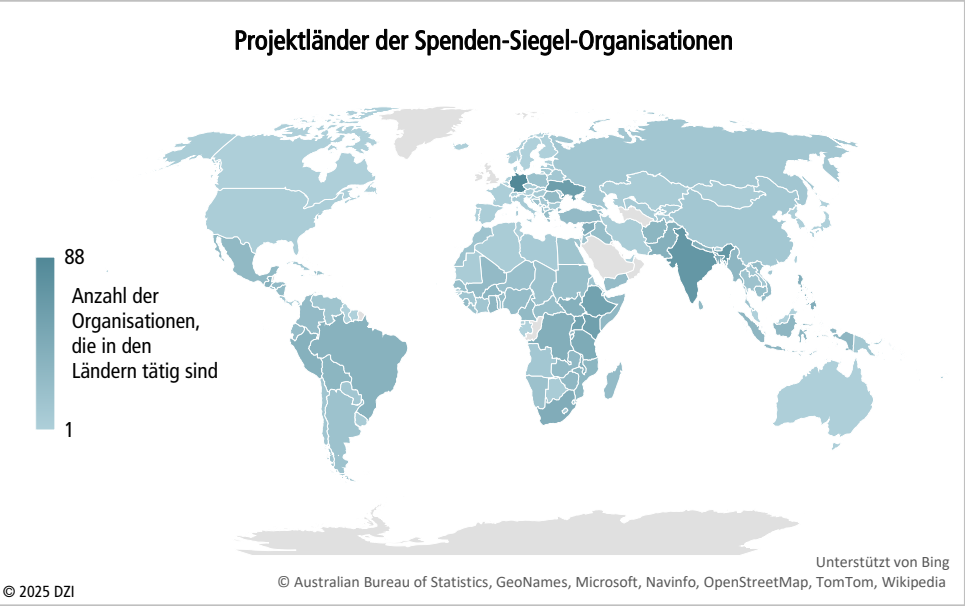 Projektländer der Spenden-Siegel-Organisationen
88
Anzahl der
Organisationen,
die in den
Ländern tätig sind
1
Unterstützt von Bing
© Australian Bureau of Statistics, GeoNames, Microsoft, Navinfo, OpenStreetMap, TomTom, Wikipedia
© 2025 DZI